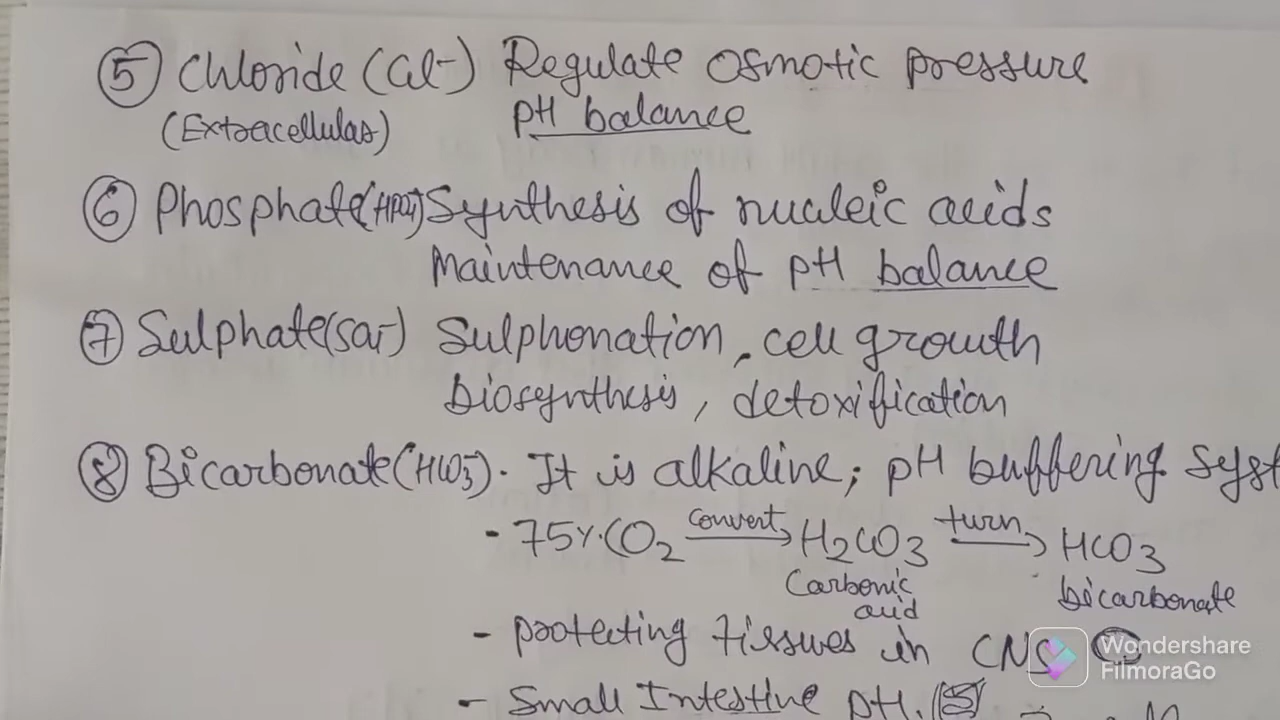 ⑤ Chloride (Cl-) Regulate Osmotic pressure
(Extracellular) pH balance
⑥ Phosphate (HPO4) Synthesis of nucleic acids
Maintenance of pH balance
⑦ Sulphate (SO4-) Sulphonation, cell growth
biosynthesis, detoxification
⑧ Bicarbonate (HCO3-). It is alkaline; pH buffering syst
- 75% CO2 convert→ H2CO3 turn→ HCO3
Carbonic acid bicarbonate
- protecting tissues in CNS
- Small Intestine pH. (5)
Wondershare
FilmoraGo